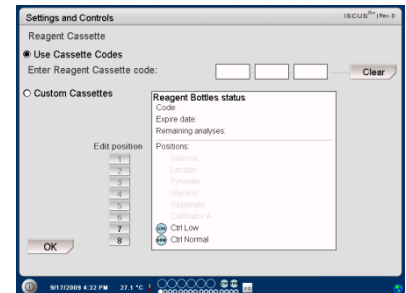 Settings and Controls
ISCUSflex | Rev. D
Reagent Cassette
Use Cassette Codes
Enter Reagent Cassette code:
Clear
Custom Cassettes
Reagent Bottles status
Code:
Expire date:
Remaining analyses:
Edit position
Positions:
1 Glucose
2 Lactate
3 Pyruvate
4 Glycerol
5 Glutamate
6 Calibrator A
7 Ctrl Low
8 Ctrl Normal
OK
9/17/2009 4:32 PM 27.1 °C